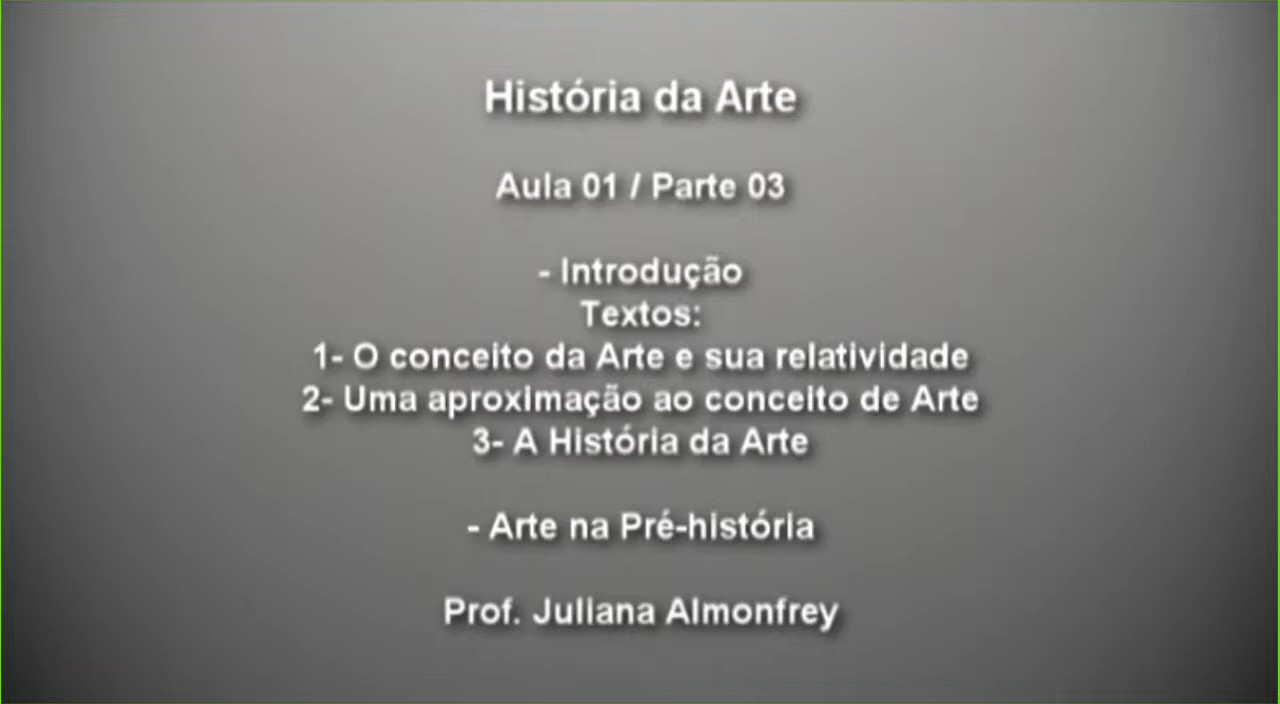 História da Arte
Aula 01 / Parte 03
- Introdução
Textos:
1- O conceito da Arte e sua relatividade
2- Uma aproximação ao conceito de Arte
3- A História da Arte
- Arte na Pré-história
Prof. Juliana Almonfrey